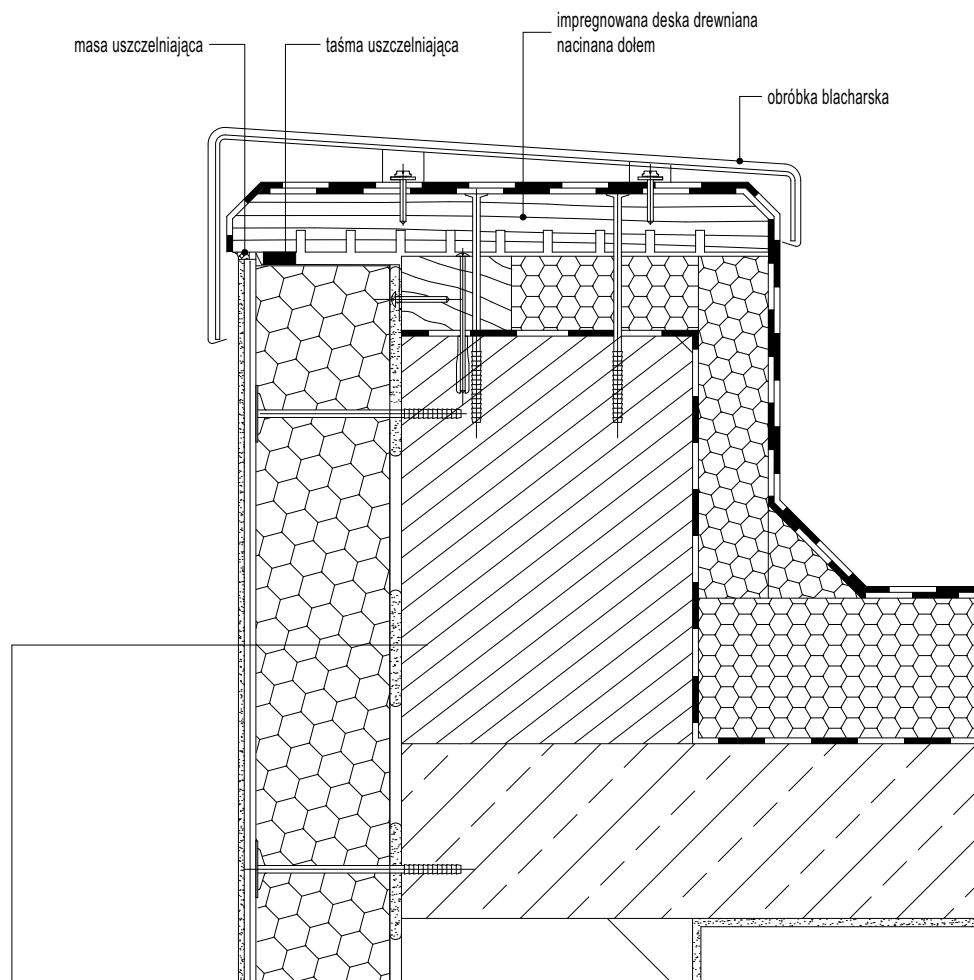 impregnowana deska drewniana
nacinana dołem
masa uszczelniająca
taśma uszczelniająca
obróbka blacharska